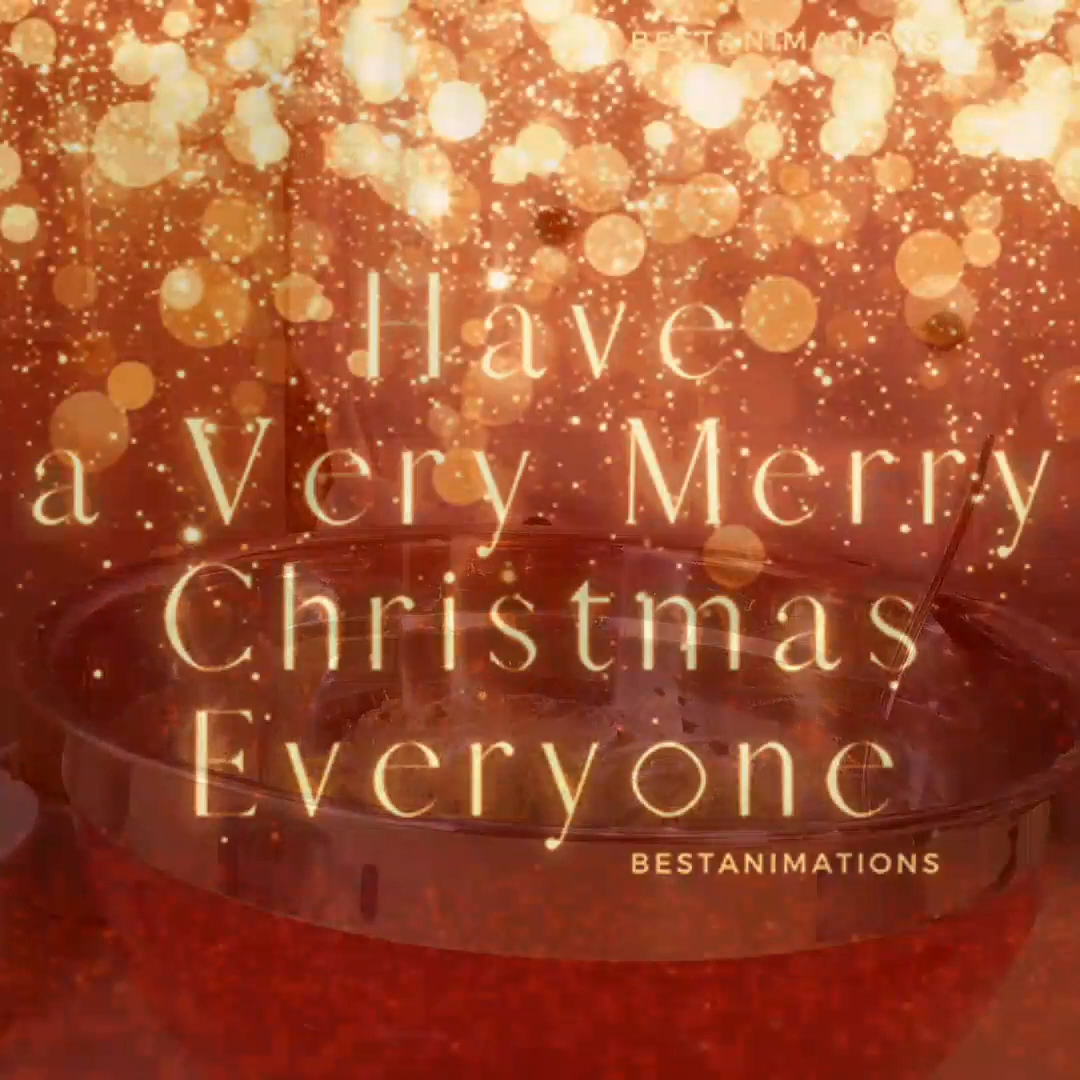 BESTANIMATIONS
Have
a Very Merry
Christmas
Everyone
BESTANIMATIONS